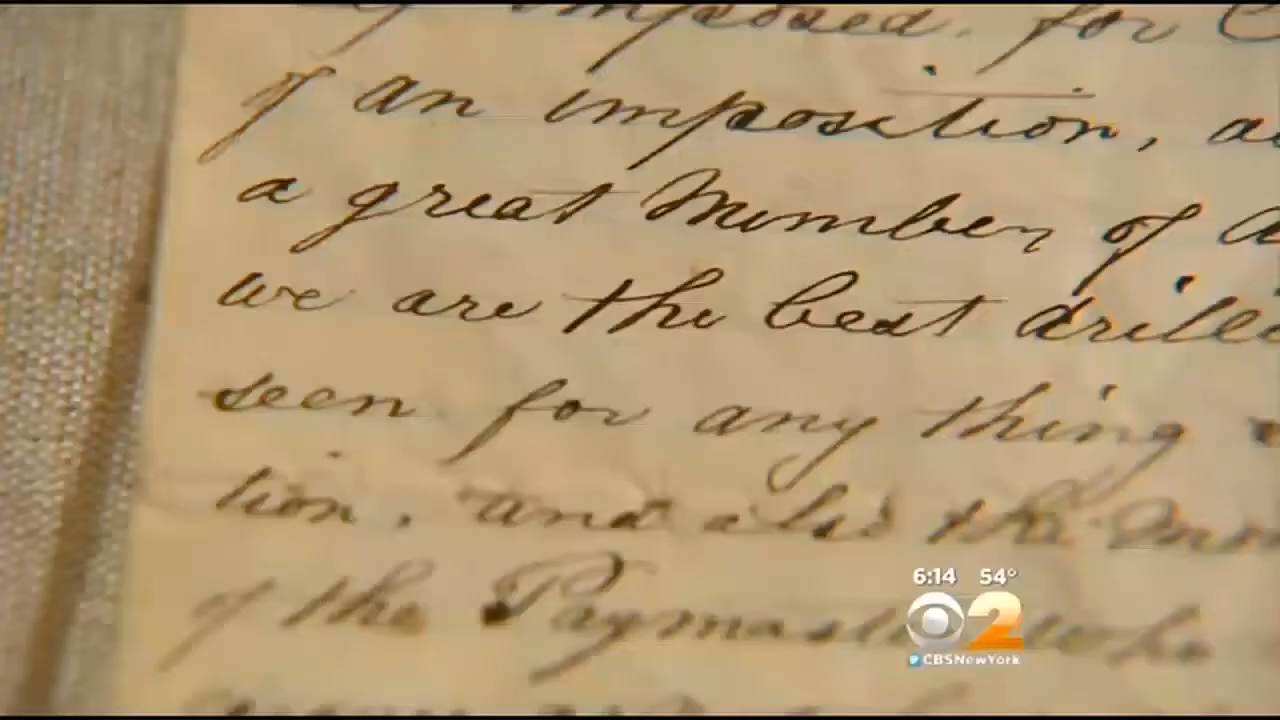 imposed. for
of an imposition,
a great Number of
we are the best
seen for any thing
tion, and also the
of the Paymaster who
6:14 54°
2
CBSNewYork